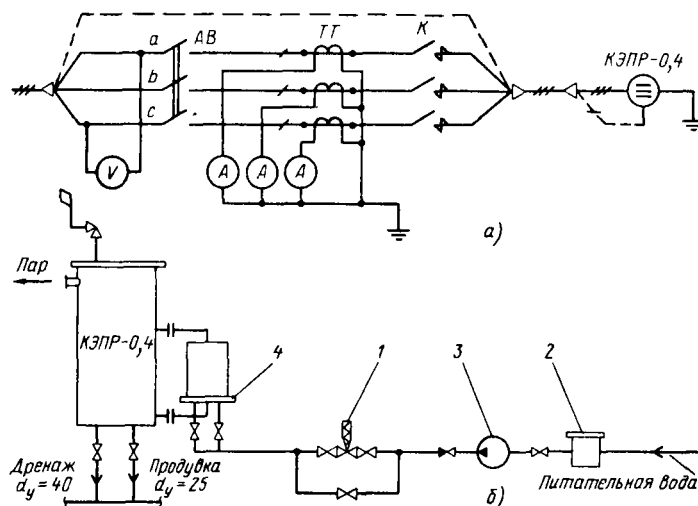 a АВ ТТ К
КЭПР-0,4
b
c
V
А А А
а)
Пар
КЭПР-0,4
4
1
3
2
Дренаж
dу=40
Продувка
dу=25
б)
Питательная вода